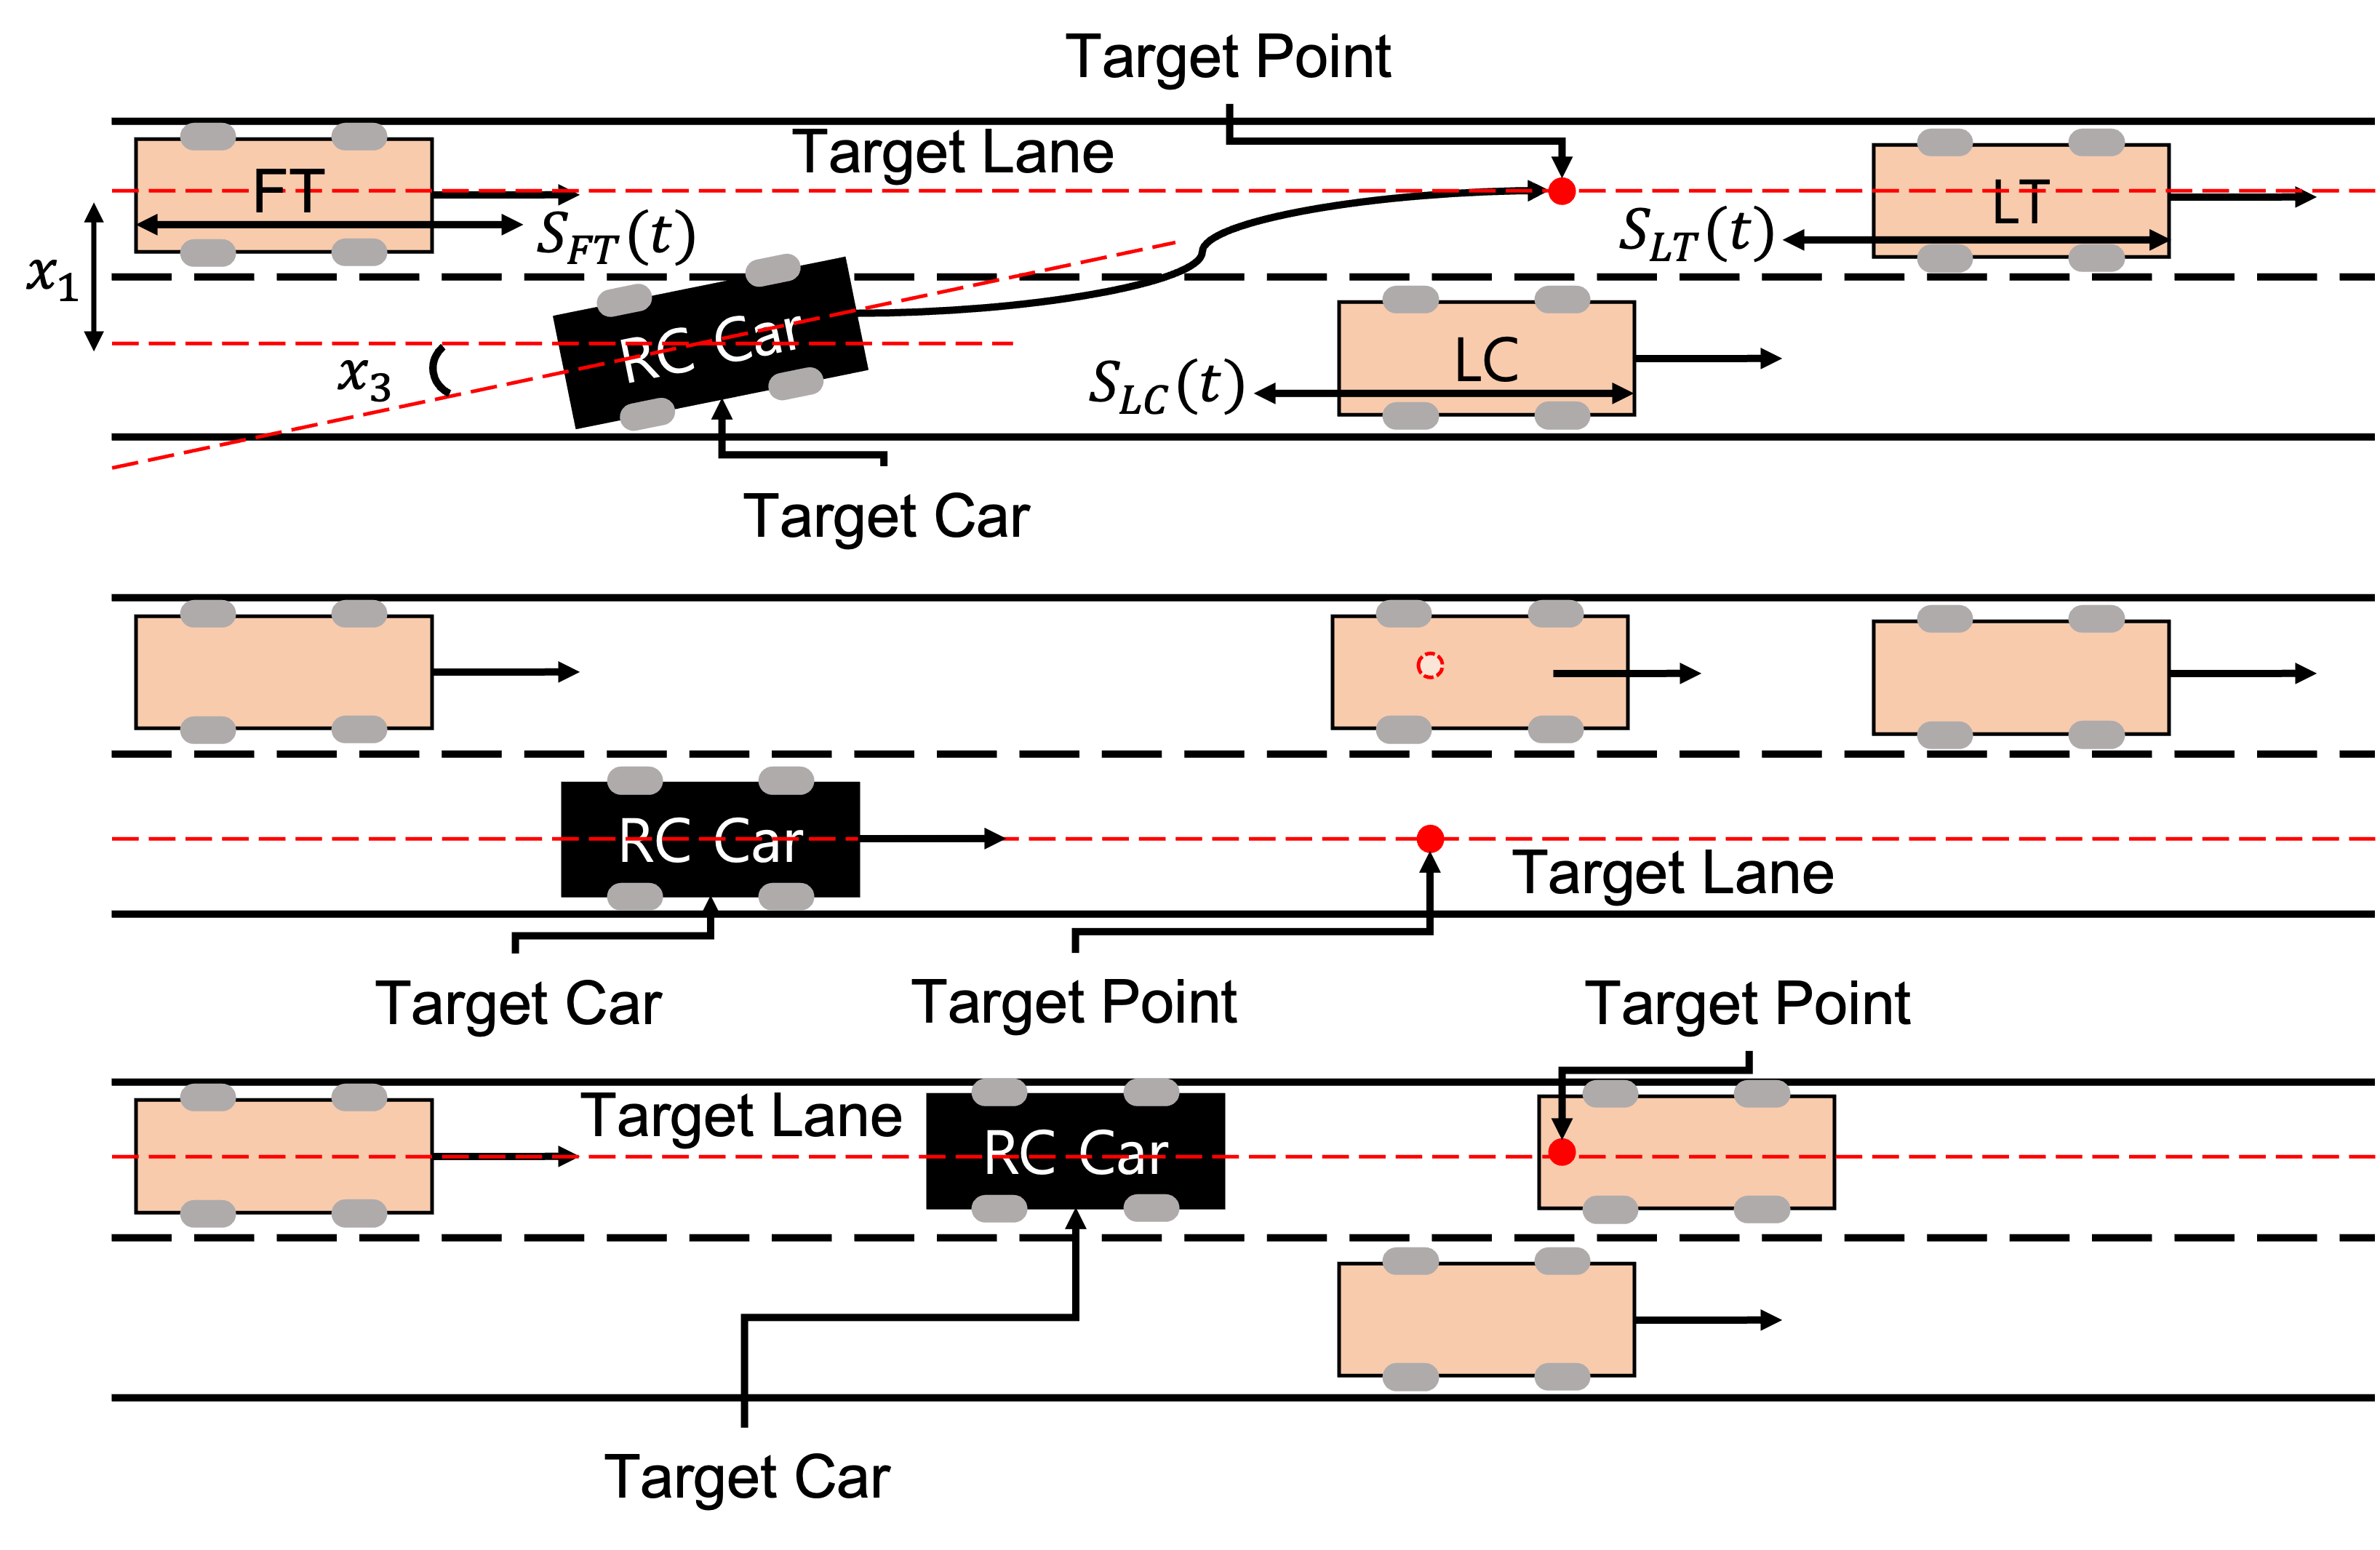 Target Point
Target Lane
FT
LT
S_{FT}(t)
S_{LT}(t)
x_1
RC Car
LC
x_3
S_{LC}(t)
Target Car
RC Car
Target Lane
Target Car
Target Point
Target Point
Target Lane
RC Car
Target Car